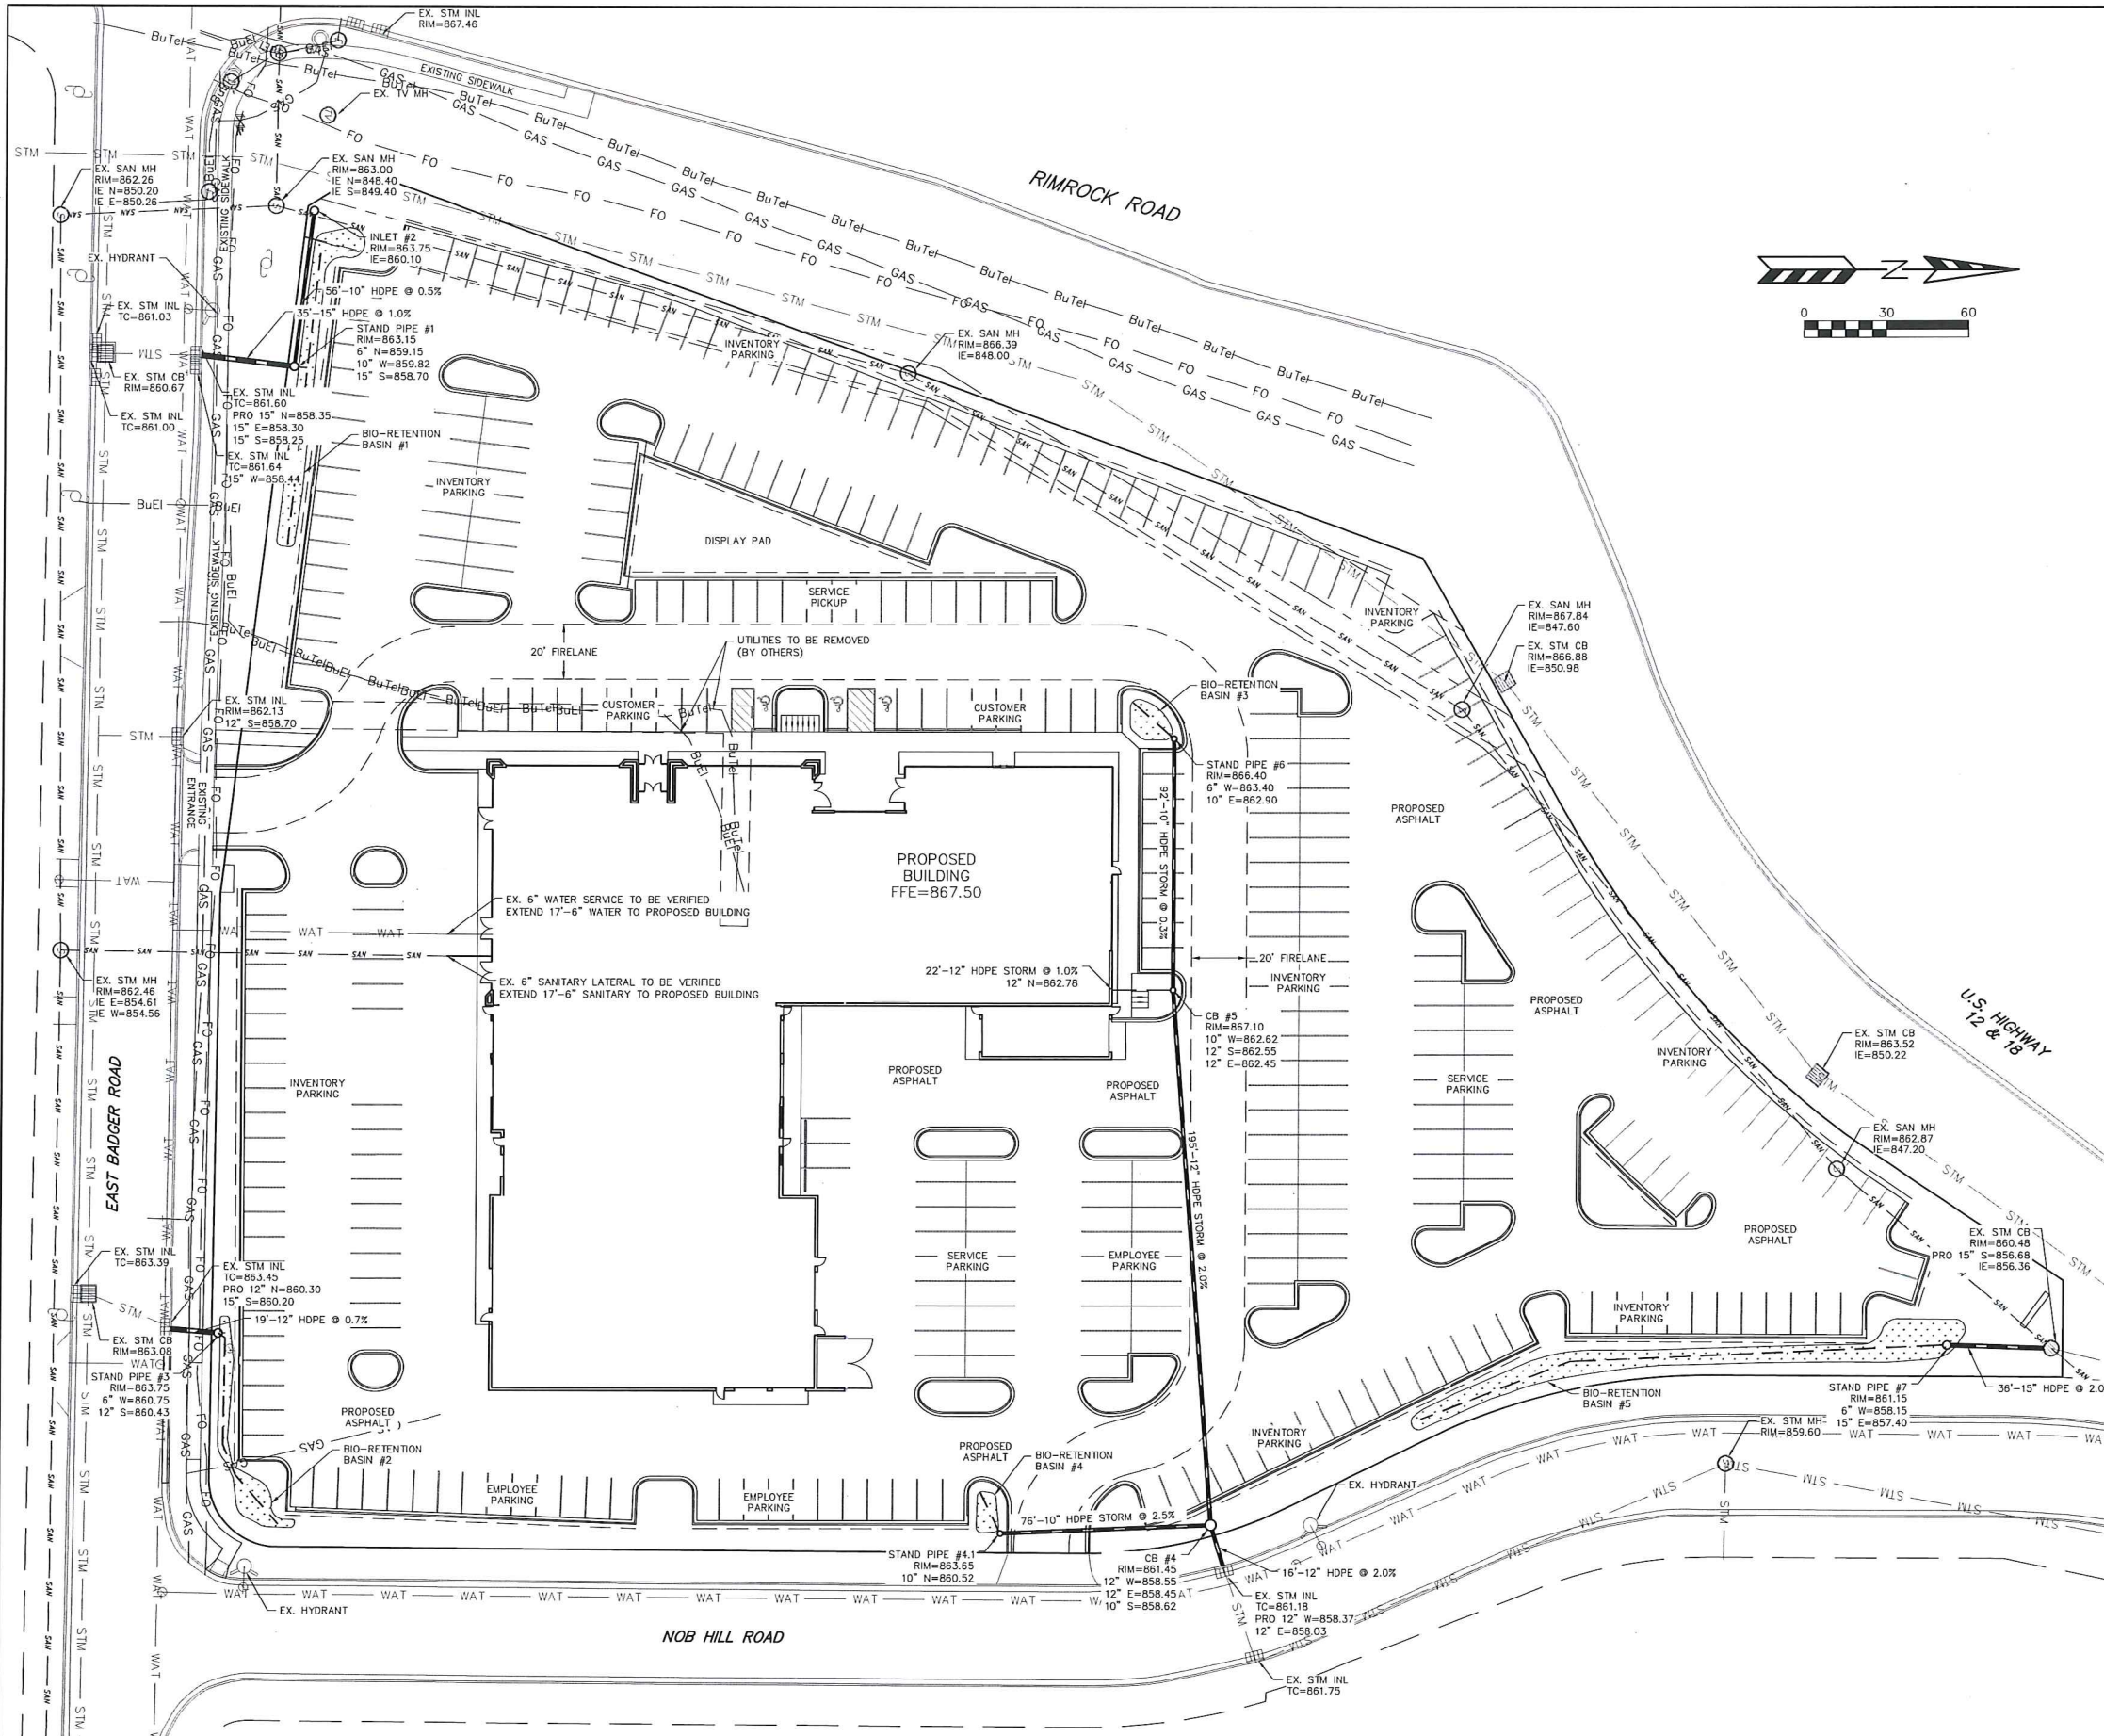 EX. STM INL
RIM=867.46
EXISTING SIDEWALK
EX. TV MH
RIMROCK ROAD
EX. SAN MH
RIM=862.26
IE N=850.20
IE E=850.26
EX. SAN MH
RIM=863.00
IE N=848.40
IE S=849.40
INLET #2
RIM=863.75
IE=860.10
EX. HYDRANT
EXISTING SIDEWALK
56'-10" HDPE @ 0.5%
35'-15" HDPE @ 1.0%
EX. STM INL
TC=861.03
STAND PIPE #1
RIM=863.15
6" N=859.15
10" W=859.82
15" S=858.70
EX. STM CB
RIM=860.67
EX. STM INL
TC=861.00
EX. STM INL
TC=861.60
PRO 15" N=858.35
15" E=858.30
15" S=858.25
EX. STM INL
TC=861.64
15" W=858.44
BIO-RETENTION
BASIN #1
INVENTORY
PARKING
INVENTORY
PARKING
EX. SAN MH
RIM=866.39
IE=848.00
0 30 60
Z
DISPLAY PAD
SERVICE
PICKUP
EXISTING SIDEWALK
20' FIRELANE
UTILITIES TO BE REMOVED
(BY OTHERS)
INVENTORY
PARKING
EX. SAN MH
RIM=867.84
IE=847.60
EX. STM CB
RIM=866.88
IE=850.98
EX. STM INL
RIM=862.13
12" S=858.70
CUSTOMER
PARKING
CUSTOMER
PARKING
BIO-RETENTION
BASIN #3
STAND PIPE #6
RIM=866.40
6" W=863.40
10" E=862.90
EXISTING
ENTRANCE
92'-10" HDPE STORM @ 0.3%
PROPOSED
ASPHALT
PROPOSED
BUILDING
FFE=867.50
EX. 6" WATER SERVICE TO BE VERIFIED
EXTEND 17'-6" WATER TO PROPOSED BUILDING
EX. 6" SANITARY LATERAL TO BE VERIFIED
EXTEND 17'-6" SANITARY TO PROPOSED BUILDING
22'-12" HDPE STORM @ 1.0%
12" N=862.78
20' FIRELANE
INVENTORY
PARKING
EX. STM MH
RIM=862.46
IE E=854.61
IE W=854.56
CB #5
RIM=867.10
10" W=862.62
12" S=862.55
12" E=862.45
PROPOSED
ASPHALT
U.S. HIGHWAY
12 & 18
EX. STM CB
RIM=863.52
IE=850.22
EAST BADGER ROAD
INVENTORY
PARKING
PROPOSED
ASPHALT
PROPOSED
ASPHALT
SERVICE
PARKING
INVENTORY
PARKING
195'-12" HDPE STORM @ 2.0%
EX. SAN MH
RIM=862.87
IE=847.20
EX. STM INL
TC=863.39
EX. STM INL
TC=863.45
PRO 12" N=860.30
15" S=860.20
19'-12" HDPE @ 0.7%
SERVICE
PARKING
EMPLOYEE
PARKING
PROPOSED
ASPHALT
EX. STM CB
RIM=860.48
PRO 15" S=856.68
IE=856.36
INVENTORY
PARKING
EX. STM CB
RIM=863.08
STAND PIPE #3
RIM=863.75
6" W=860.75
12" S=860.43
PROPOSED
ASPHALT
BIO-RETENTION
BASIN #2
BIO-RETENTION
BASIN #5
STAND PIPE #7
RIM=861.15
6" W=858.15
15" E=857.40
36'-15" HDPE @ 2.0
EX. STM MH
RIM=859.60
INVENTORY
PARKING
PROPOSED
ASPHALT
BIO-RETENTION
BASIN #4
EMPLOYEE
PARKING
EMPLOYEE
PARKING
EX. HYDRANT
76'-10" HDPE STORM @ 2.5%
STAND PIPE #4.1
RIM=863.65
10" N=860.52
CB #4
RIM=861.45
12" W=858.55
12" E=858.45
10" S=858.62
16'-12" HDPE @ 2.0%
EX. STM INL
TC=861.18
PRO 12" W=858.37
12" E=858.03
EX. HYDRANT
NOB HILL ROAD
EX. STM INL
TC=861.75